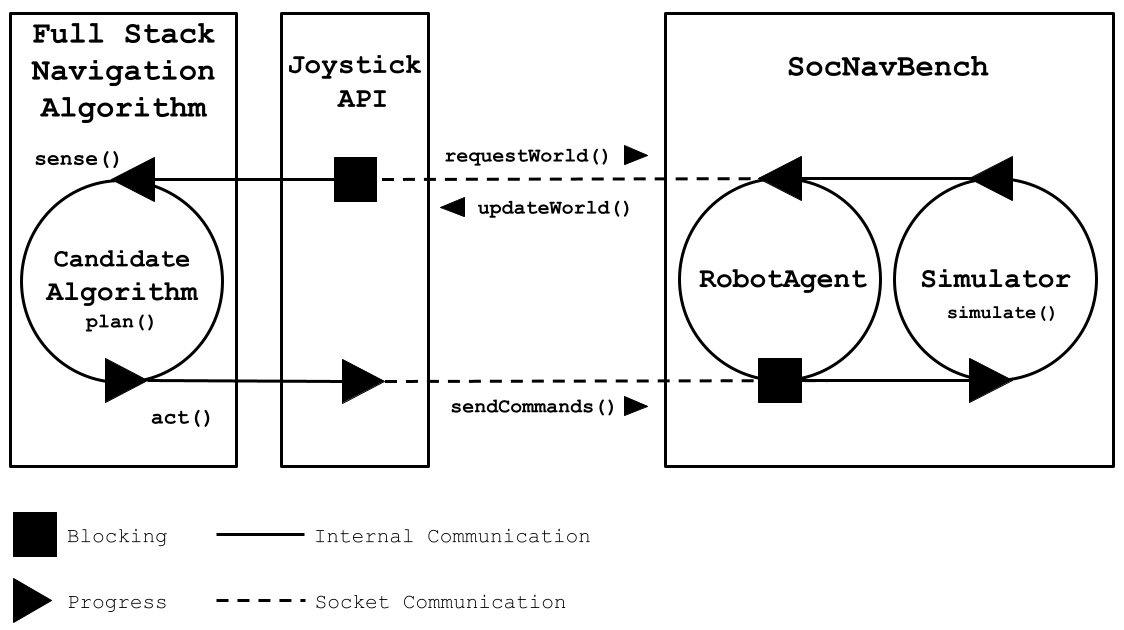 Full Stack
Navigation
Algorithm
Joystick
API
SocNavBench
sense()
requestWorld()
updateWorld()
Candidate
Algorithm
plan()
RobotAgent
Simulator
simulate()
act()
sendCommands()
Blocking
Internal Communication
Progress
Socket Communication